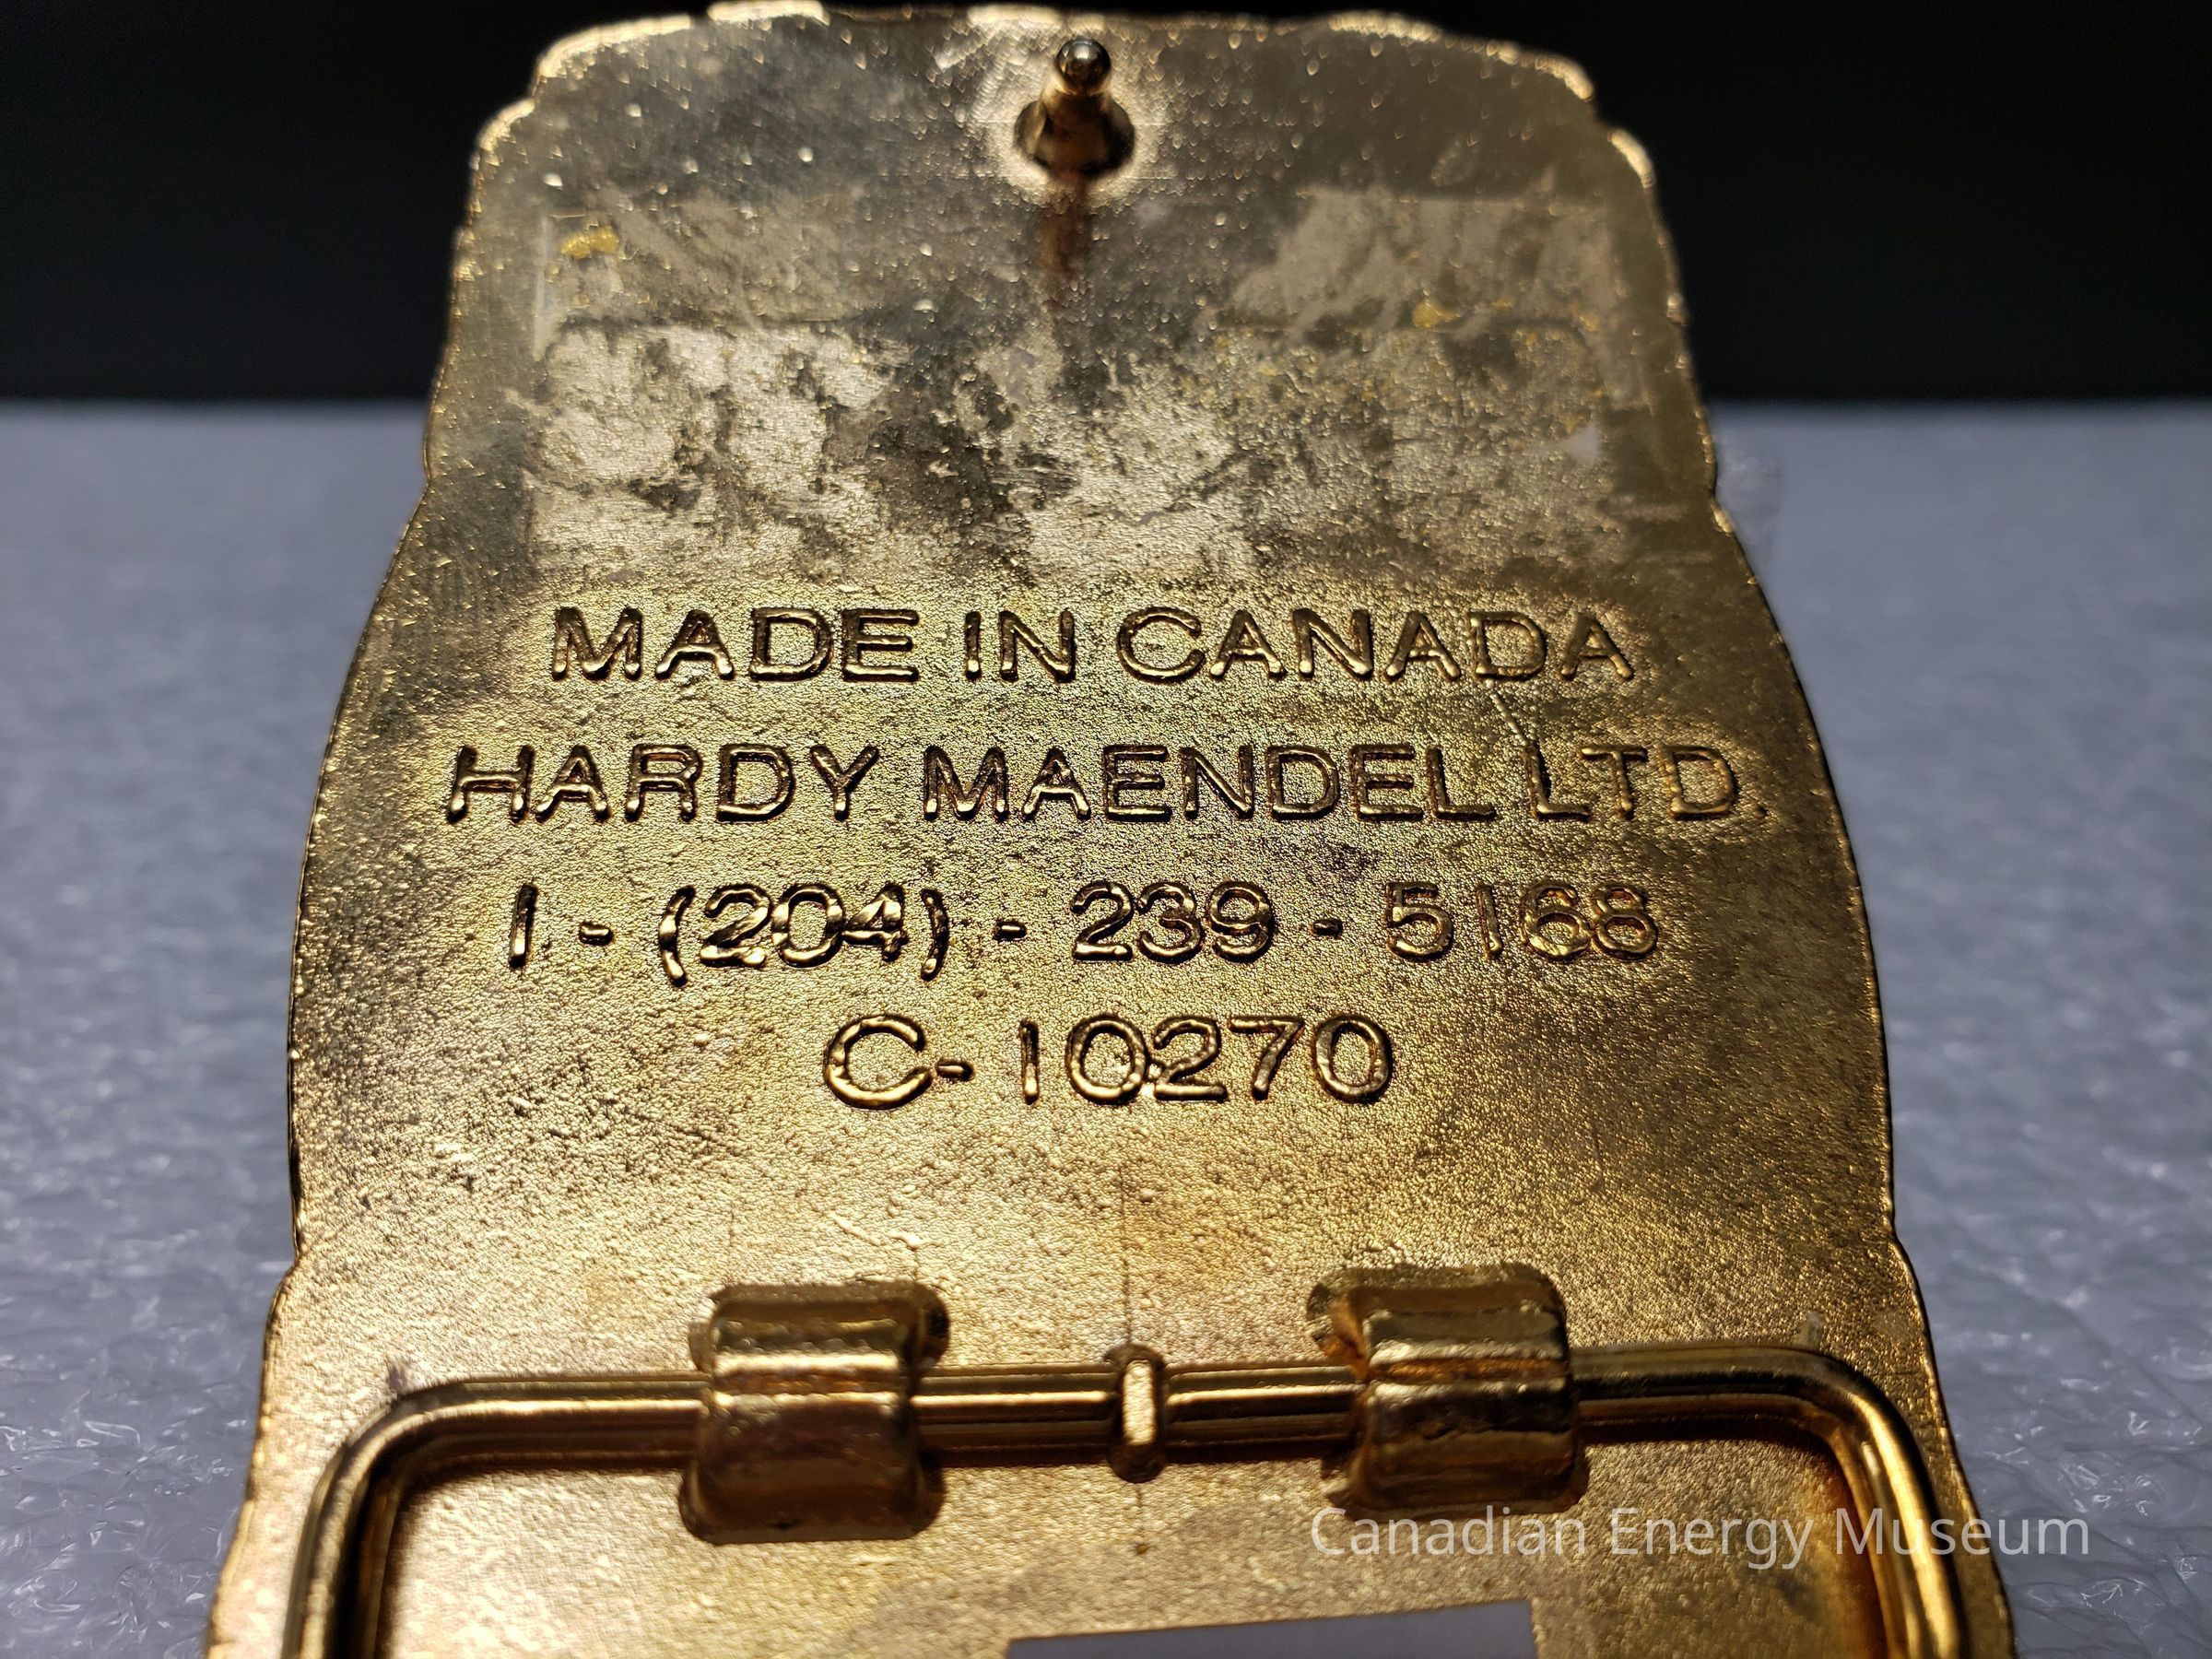 MADE IN CANADA
HARDY MAENDEL LTD.
1 - (204) - 239 - 5168
C- 10270
Canadian Energy Museum